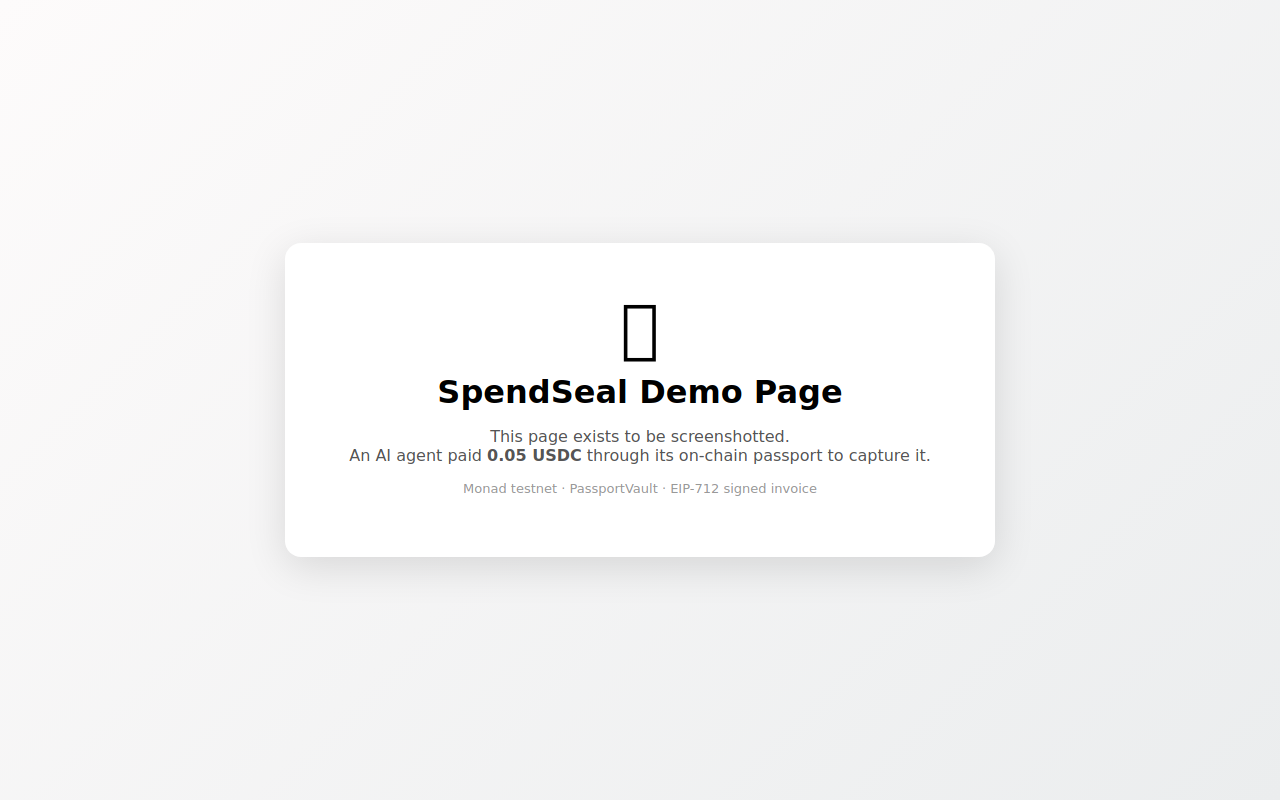 SpendSeal Demo Page
This page exists to be screenshotted.
An AI agent paid 0.05 USDC through its on-chain passport to capture it.
Monad testnet · PassportVault · EIP-712 signed invoice